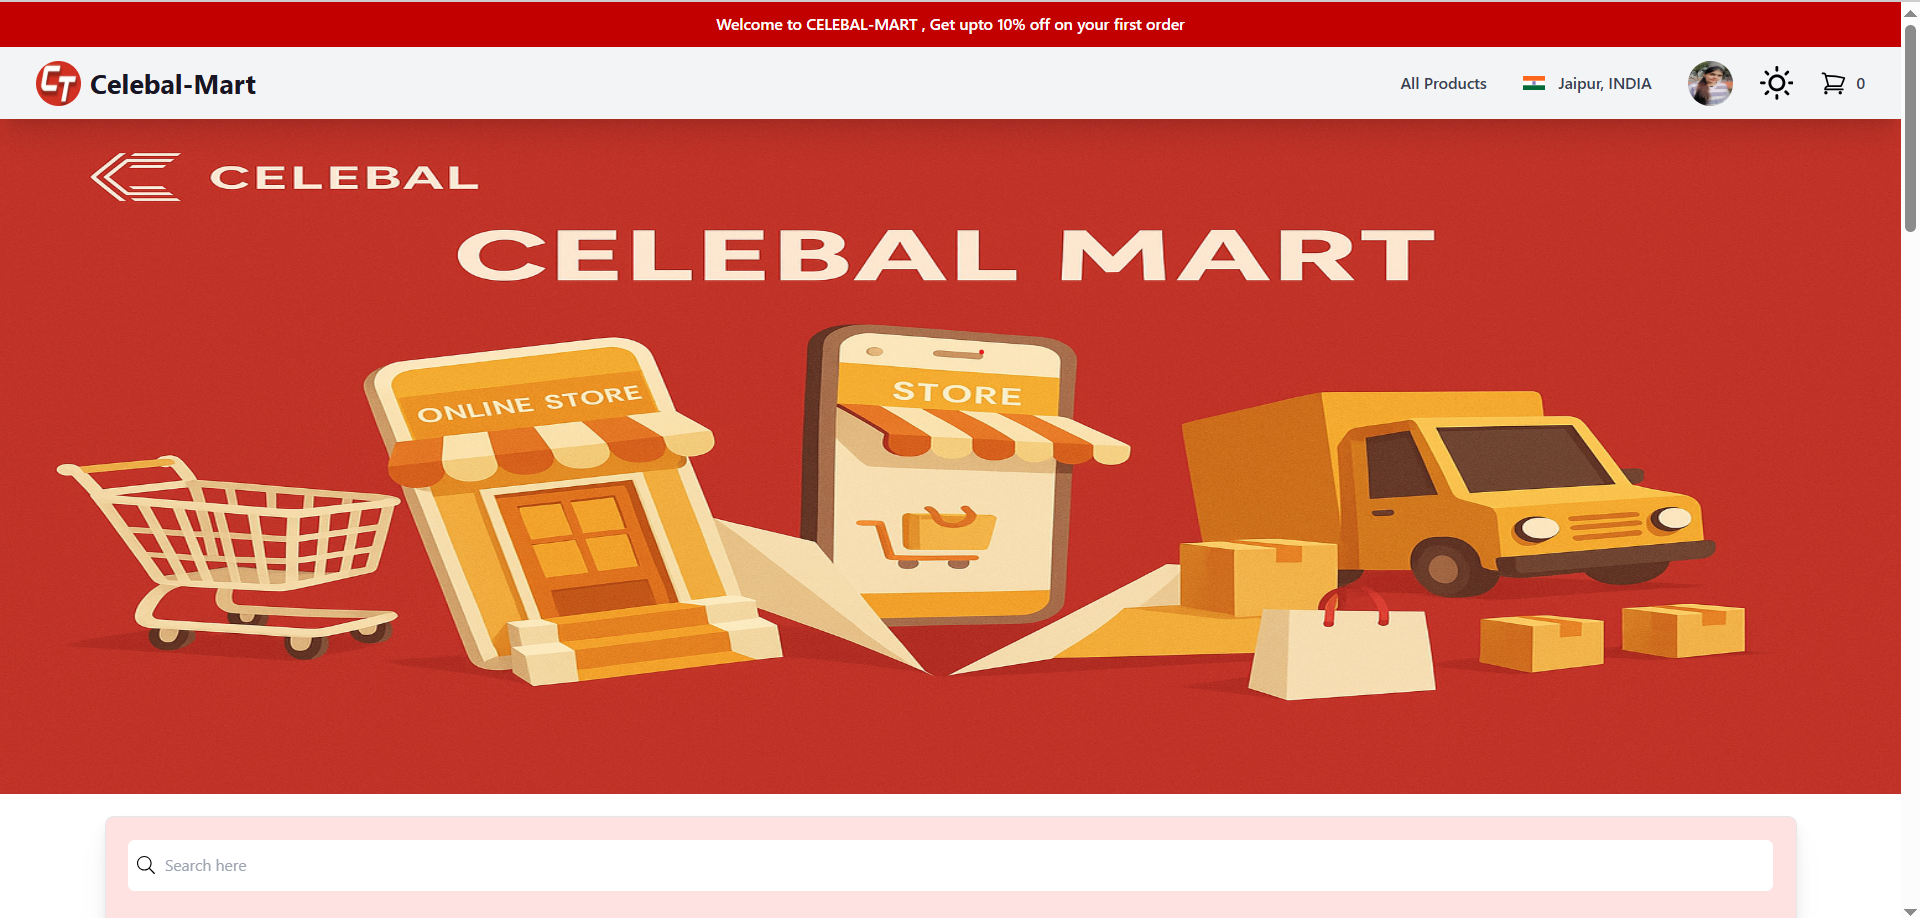 Welcome to CELEBAL-MART , Get upto 10% off on your first order
CT Celebal-Mart
All Products
Jaipur, INDIA
0
CELEBAL
CELEBAL MART
ONLINE STORE
STORE
Search here